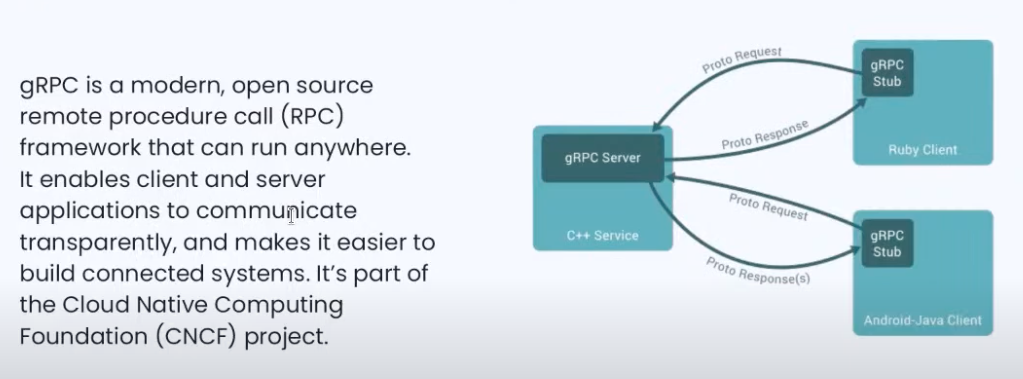 gRPC is a modern, open source
remote procedure call (RPC)
framework that can run anywhere.
It enables client and server
applications to communicate
transparently, and makes it easier to
build connected systems. It’s part of
the Cloud Native Computing
Foundation (CNCF) project.
Proto Request
gRPC
Stub
Proto Response
Ruby Client
gRPC Server
C++ Service
Proto Request
gRPC
Stub
Proto Response(s)
Android-Java Client